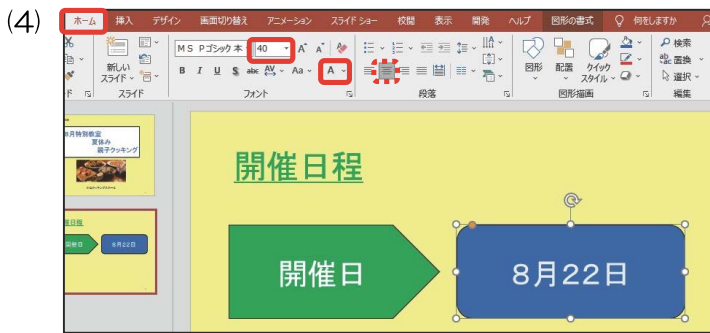 (4)
ホーム 挿入 デザイン 画面切り替え アニメーション スライド ショー 校閲 表示 開発 ヘルプ 図形の書式 何をしますか
新しい
スライド
スライド
ＭＳ Ｐゴシック 本 40 A A
B I U S abc AV Aa A
フォント
段落
図形 配置 クイック
スタイル
図形描画
検索
置換
選択
編集
8月特別教室
夏休み
親子クッキング
開催日程
開催日 8月22日
開催日 8月22日